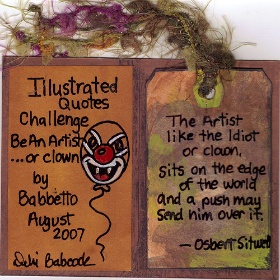 Illustrated
Quotes
Challenge
Be An Artist
...or clown
by
Babbetto
August
2007
Babcock
The Artist
like the Idiot
or clown,
sits on the edge
of the world
and a push may
send him over it.
— Osbert Sitwell